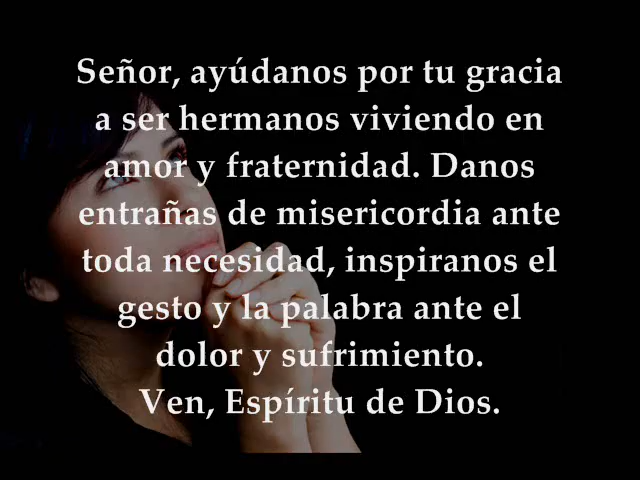 Señor, ayúdanos por tu gracia
a ser hermanos viviendo en
amor y fraternidad. Danos
entrañas de misericordia ante
toda necesidad, inspiranos el
gesto y la palabra ante el
dolor y sufrimiento.
Ven, Espíritu de Dios.